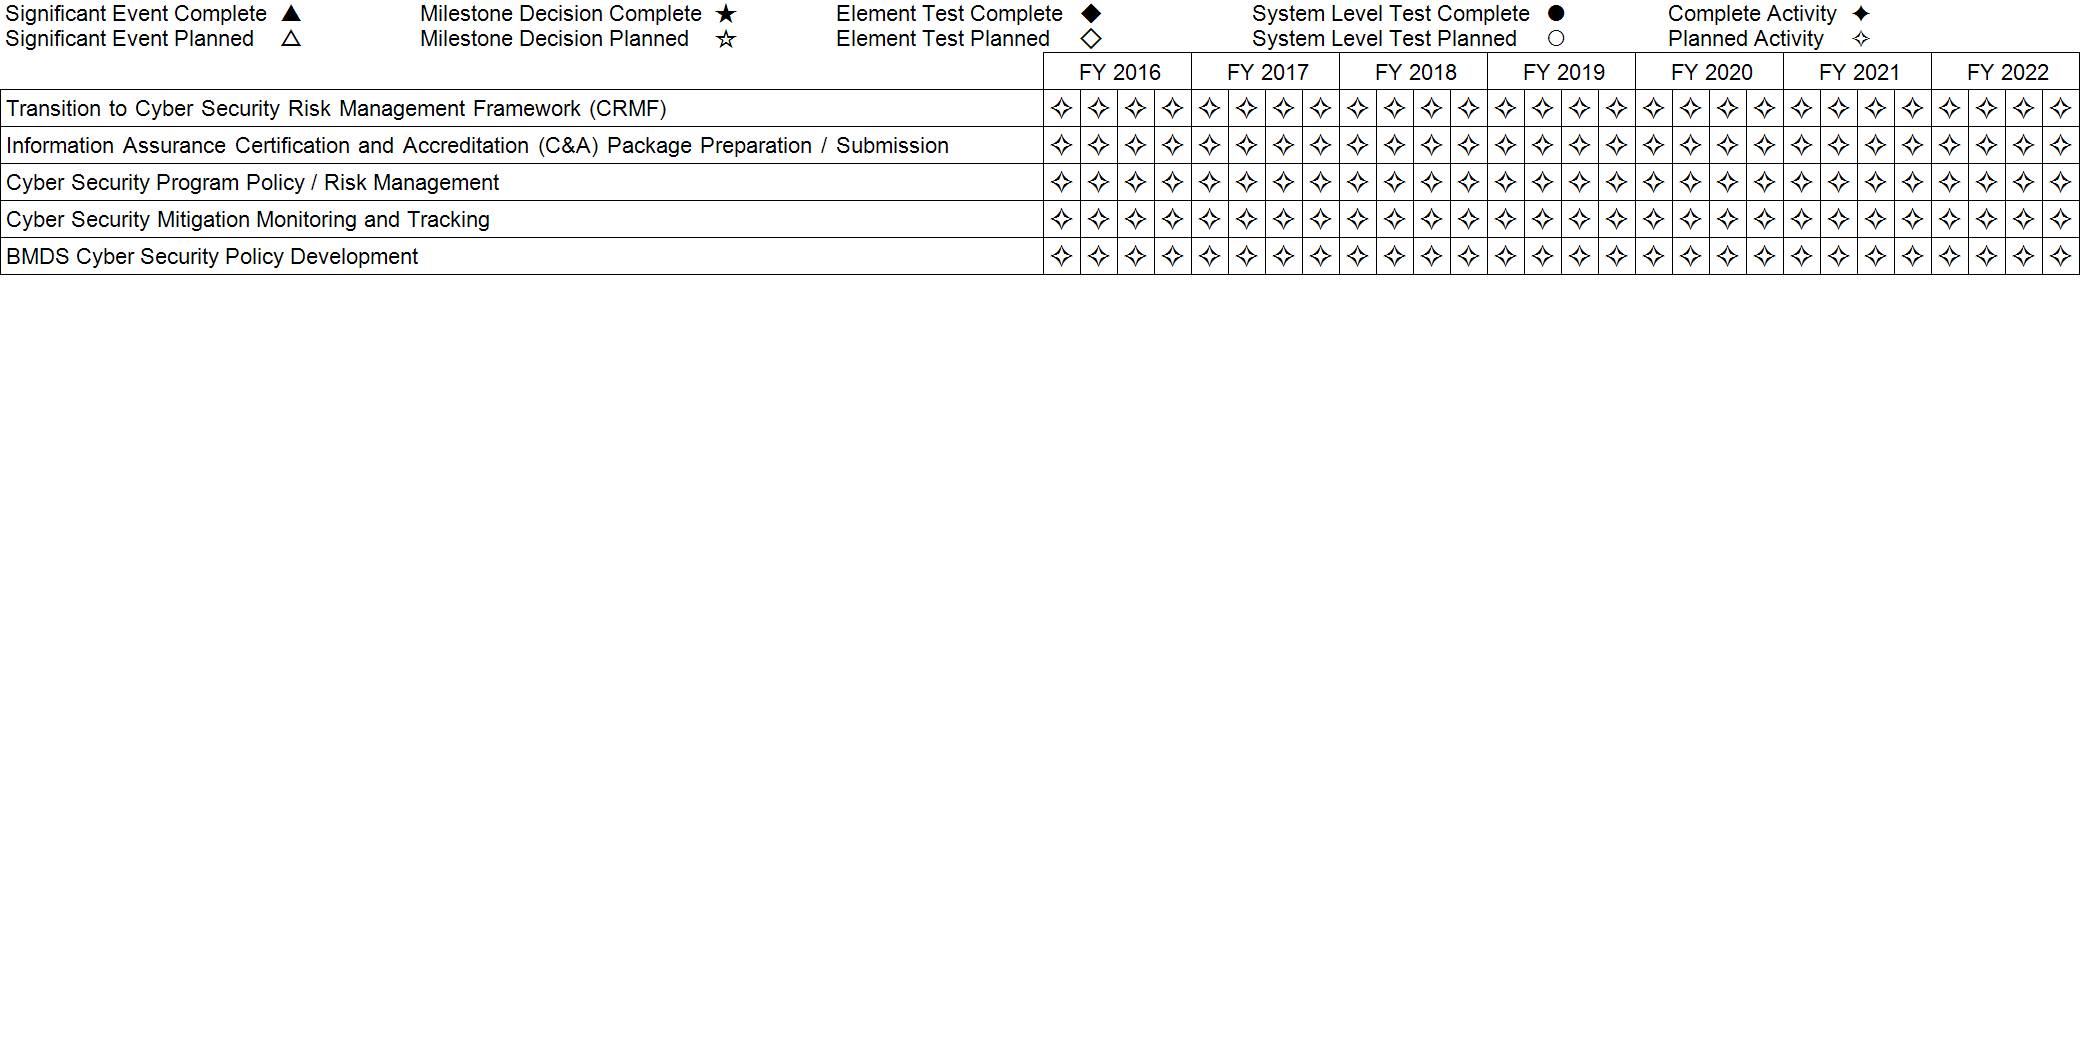 Significant Event Complete ▲ Milestone Decision Complete ★ Element Test Complete ◆ System Level Test Complete ● Complete Activity ✦
Significant Event Planned △ Milestone Decision Planned ☆ Element Test Planned ◇ System Level Test Planned ○ Planned Activity ✧
FY 2016 FY 2017 FY 2018 FY 2019 FY 2020 FY 2021 FY 2022
Transition to Cyber Security Risk Management Framework (CRMF) ✧ ✧ ✧ ✧ ✧ ✧ ✧ ✧ ✧ ✧ ✧ ✧ ✧ ✧ ✧ ✧ ✧ ✧ ✧ ✧ ✧ ✧ ✧ ✧ ✧ ✧ ✧ ✧
Information Assurance Certification and Accreditation (C&A) Package Preparation / Submission ✧ ✧ ✧ ✧ ✧ ✧ ✧ ✧ ✧ ✧ ✧ ✧ ✧ ✧ ✧ ✧ ✧ ✧ ✧ ✧ ✧ ✧ ✧ ✧ ✧ ✧ ✧ ✧
Cyber Security Program Policy / Risk Management ✧ ✧ ✧ ✧ ✧ ✧ ✧ ✧ ✧ ✧ ✧ ✧ ✧ ✧ ✧ ✧ ✧ ✧ ✧ ✧ ✧ ✧ ✧ ✧ ✧ ✧ ✧ ✧
Cyber Security Mitigation Monitoring and Tracking ✧ ✧ ✧ ✧ ✧ ✧ ✧ ✧ ✧ ✧ ✧ ✧ ✧ ✧ ✧ ✧ ✧ ✧ ✧ ✧ ✧ ✧ ✧ ✧ ✧ ✧ ✧ ✧
BMDS Cyber Security Policy Development ✧ ✧ ✧ ✧ ✧ ✧ ✧ ✧ ✧ ✧ ✧ ✧ ✧ ✧ ✧ ✧ ✧ ✧ ✧ ✧ ✧ ✧ ✧ ✧ ✧ ✧ ✧ ✧